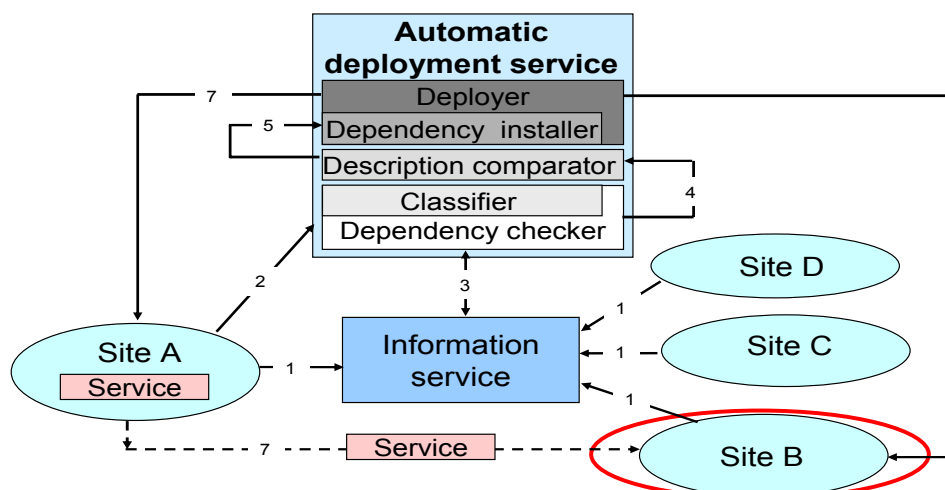 Automatic
deployment service
7
Deployer
5
Dependency installer
Description comparator
4
Classifier
Dependency checker
2
3
Site D
1
Site A
Service
1
Information
service
1
Site C
1
7
Service
Site B